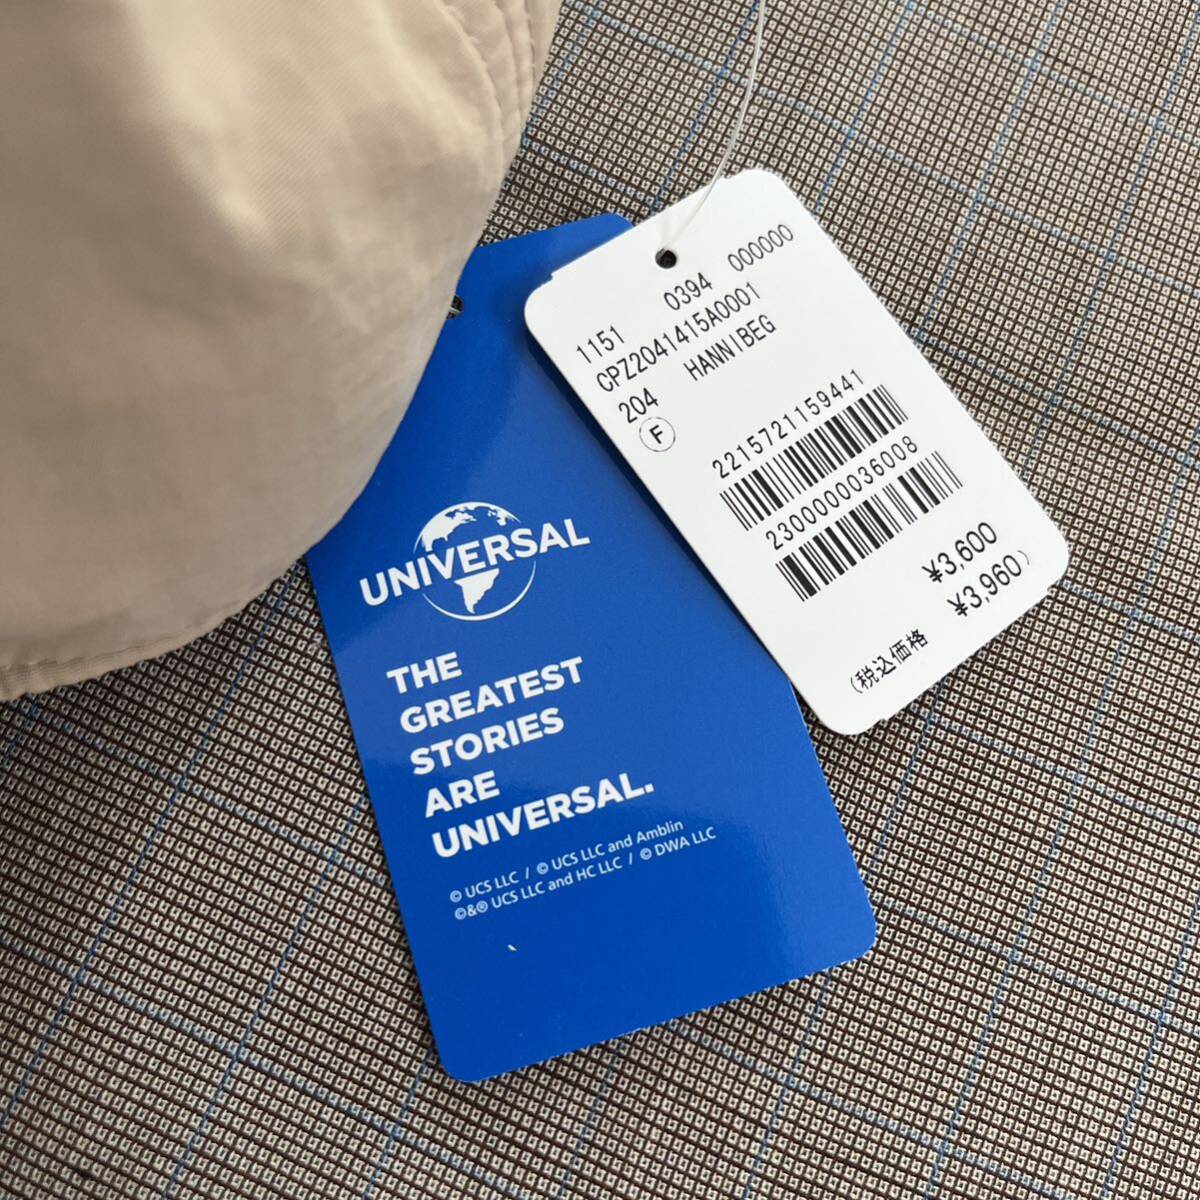 1151 0394 000000
CPZ2041415A0001
204 HANNIBEG
F
2215721159441
2300000036008
¥3,600
(税込価格 ¥3,960)
UNIVERSAL
THE
GREATEST
STORIES
ARE
UNIVERSAL.
© UCS LLC / © UCS LLC and Amblin
©&® UCS LLC and HC LLC / © DWA LLC